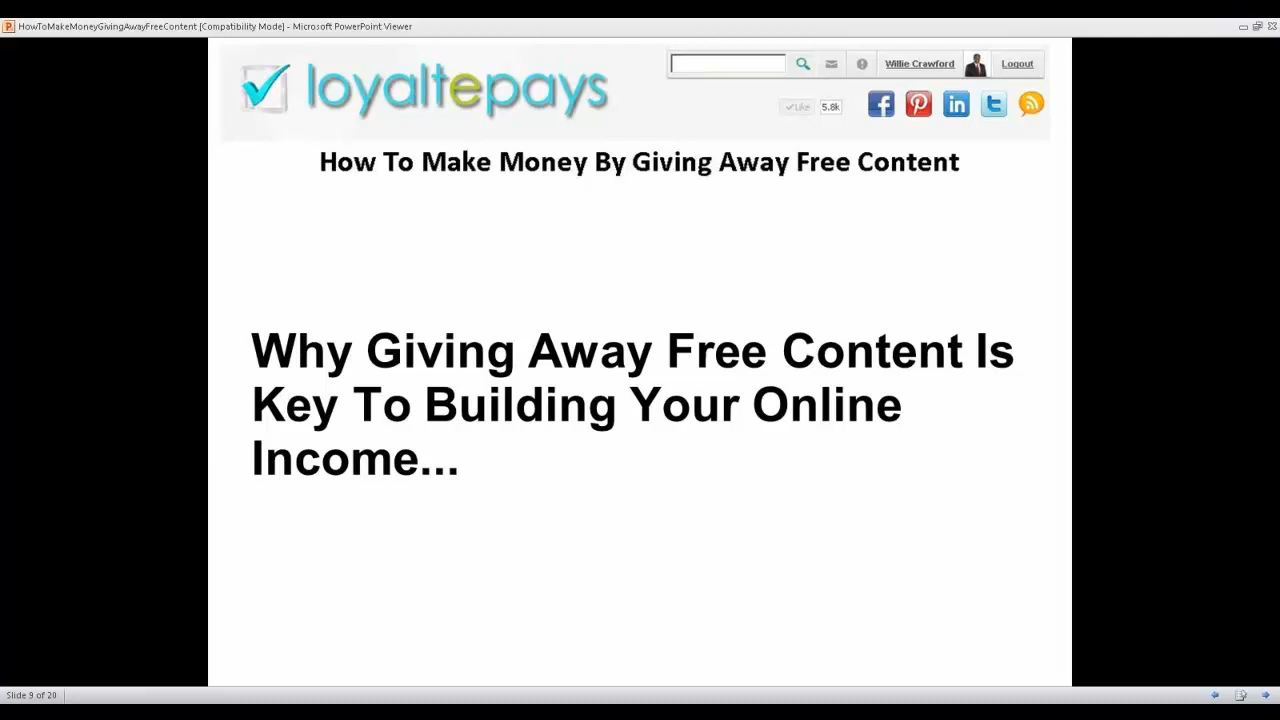 HowToMakeMoneyGivingAwayFreeContent [Compatibility Mode] - Microsoft PowerPoint Viewer
loyaltepays
Willie Crawford
Logout
Like
5.8k
How To Make Money By Giving Away Free Content
Why Giving Away Free Content Is
Key To Building Your Online
Income...
Slide 9 of 20